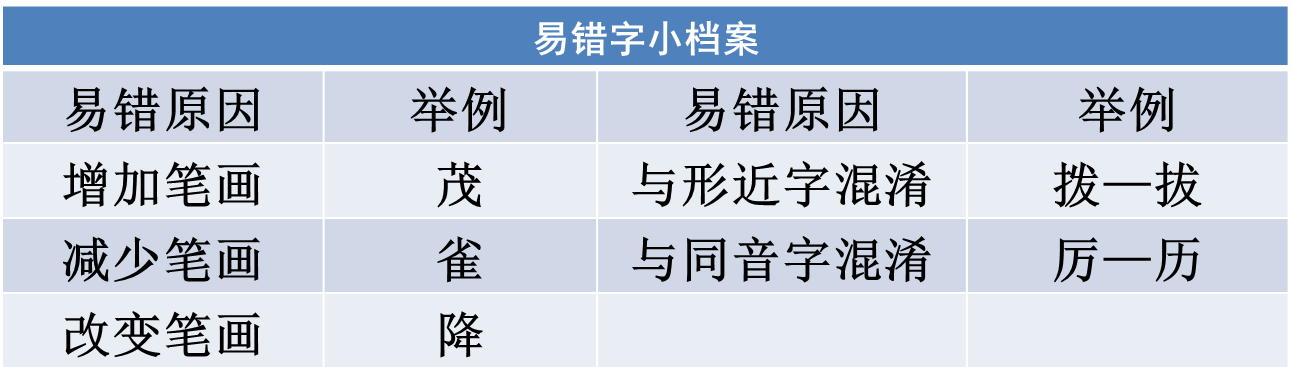 易错字小档案
易错原因 举例 易错原因 举例
增加笔画 茂 与形近字混淆 拨—拔
减少笔画 雀 与同音字混淆 厉—历
改变笔画 降